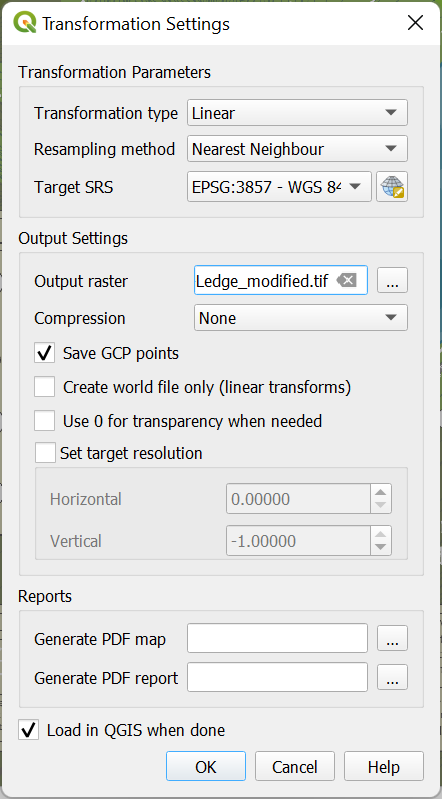 Transformation Settings
Transformation Parameters
Transformation type Linear
Resampling method Nearest Neighbour
Target SRS EPSG:3857 - WGS 84
Output Settings
Output raster Ledge_modified.tif ...
Compression None
Save GCP points
Create world file only (linear transforms)
Use 0 for transparency when needed
Set target resolution
Horizontal 0.00000
Vertical -1.00000
Reports
Generate PDF map ...
Generate PDF report ...
Load in QGIS when done
OK Cancel Help